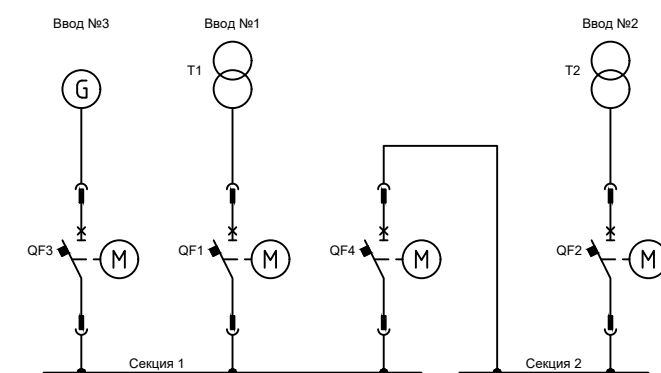 Ввод №3 Ввод №1 Ввод №2
T1 T2
G
QF3 M QF1 M QF4 M QF2 M
Секция 1 Секция 2